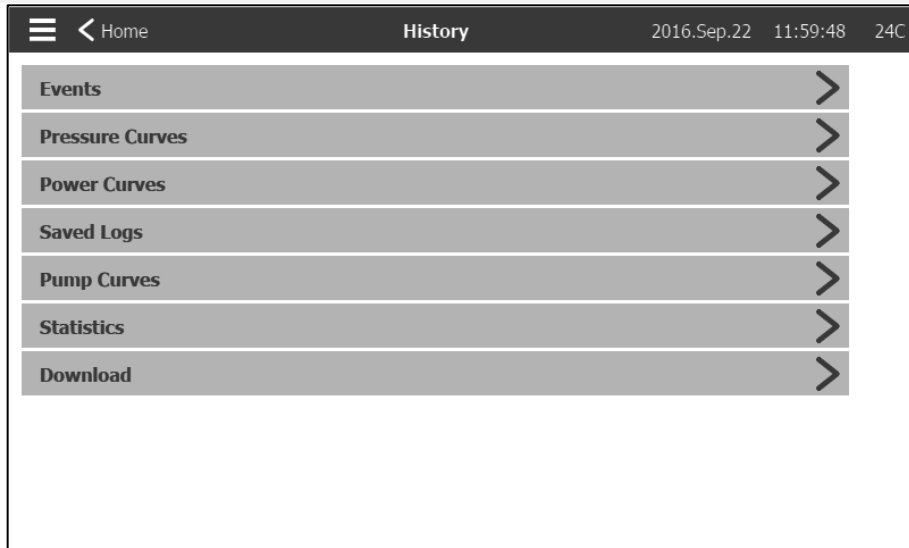 Home History 2016.Sep.22 11:59:48 24C
Events
Pressure Curves
Power Curves
Saved Logs
Pump Curves
Statistics
Download